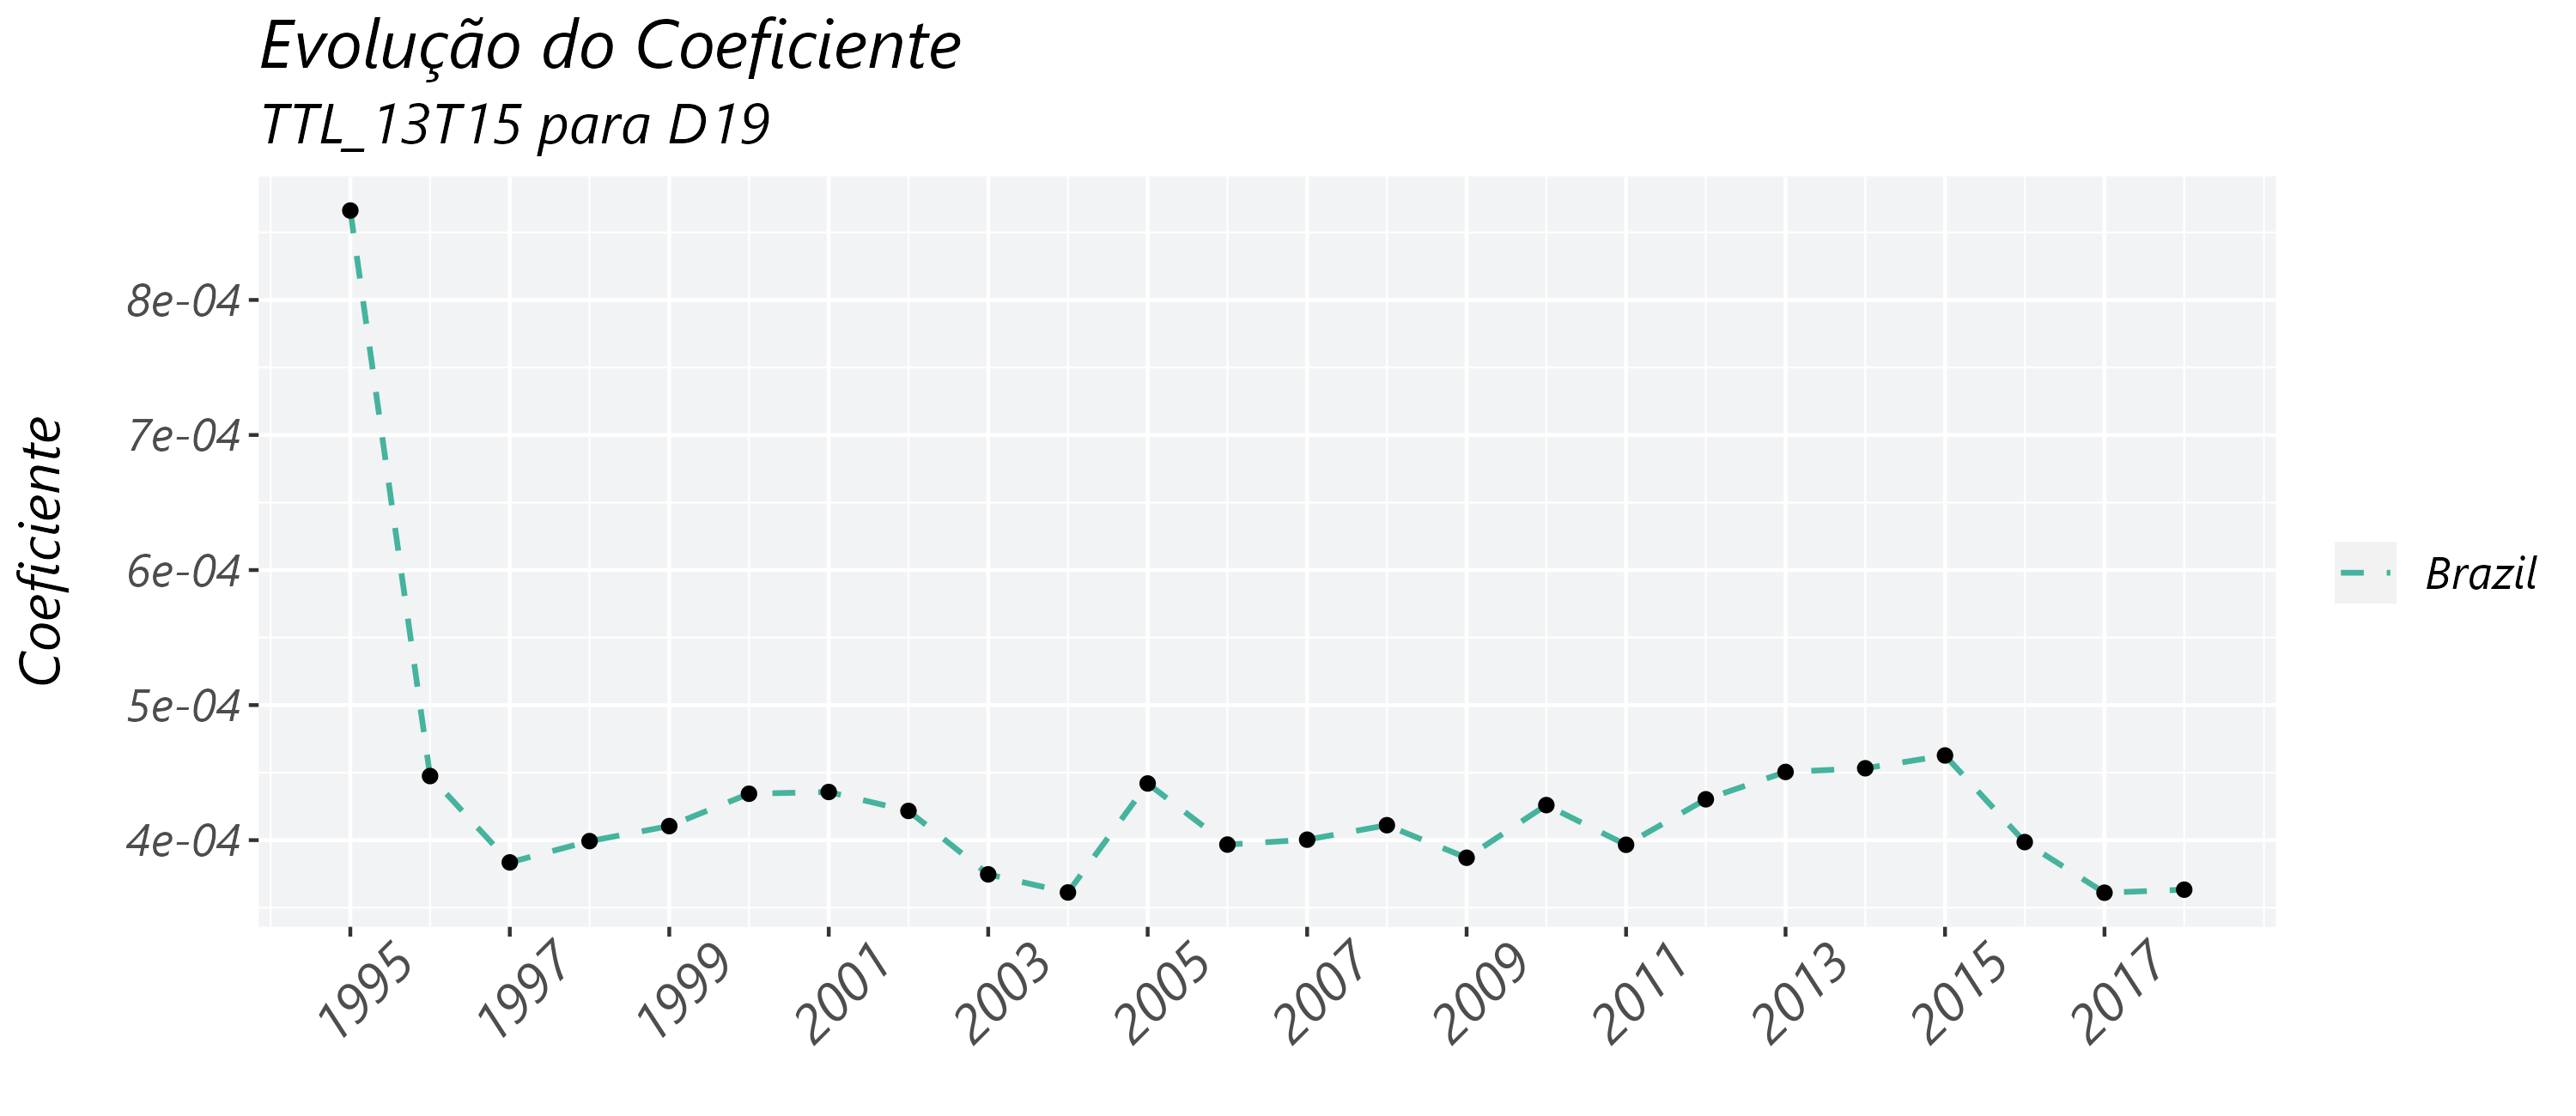 Evolução do Coeficiente
TTL_13T15 para D19
Coeficiente
8e-04
7e-04
6e-04
5e-04
4e-04
1995
1997
1999
2001
2003
2005
2007
2009
2011
2013
2015
2017
Brazil